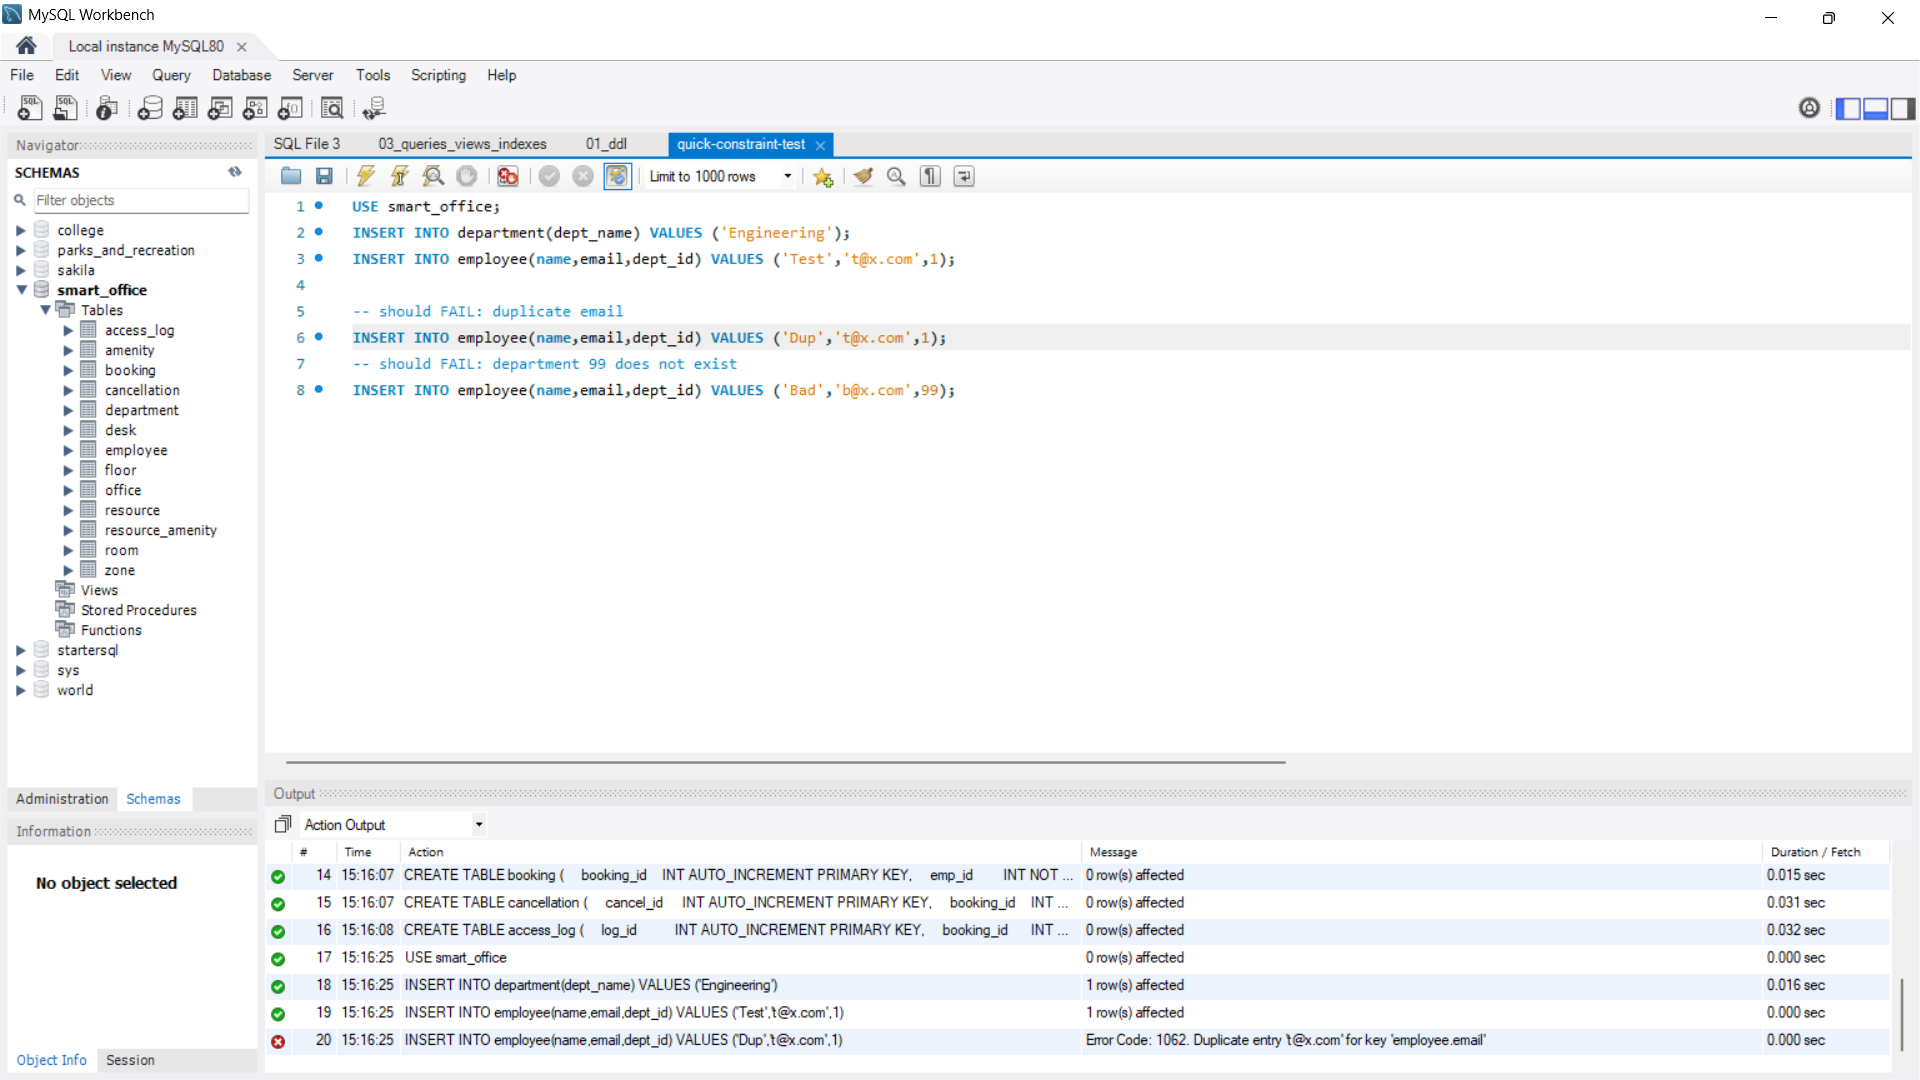 MySQL Workbench
Local instance MySQL80
File Edit View Query Database Server Tools Scripting Help
Navigator
SCHEMAS
Filter objects
college
parks_and_recreation
sakila
smart_office
Tables
access_log
amenity
booking
cancellation
department
desk
employee
floor
office
resource
resource_amenity
room
zone
Views
Stored Procedures
Functions
startersql
sys
world
Administration Schemas
Information
No object selected
Object Info Session
SQL File 3 03_queries_views_indexes 01_ddl quick-constraint-test
Limit to 1000 rows
1 USE smart_office;
2 INSERT INTO department(dept_name) VALUES ('Engineering');
3 INSERT INTO employee(name,email,dept_id) VALUES ('Test','t@x.com',1);
4
5 -- should FAIL: duplicate email
6 INSERT INTO employee(name,email,dept_id) VALUES ('Dup','t@x.com',1);
7 -- should FAIL: department 99 does not exist
8 INSERT INTO employee(name,email,dept_id) VALUES ('Bad','b@x.com',99);
Output
Action Output
# Time Action Message Duration / Fetch
14 15:16:07 CREATE TABLE booking ( booking_id INT AUTO_INCREMENT PRIMARY KEY, emp_id INT NOT ... 0 row(s) affected 0.015 sec
15 15:16:07 CREATE TABLE cancellation ( cancel_id INT AUTO_INCREMENT PRIMARY KEY, booking_id INT ... 0 row(s) affected 0.031 sec
16 15:16:08 CREATE TABLE access_log ( log_id INT AUTO_INCREMENT PRIMARY KEY, booking_id INT ... 0 row(s) affected 0.032 sec
17 15:16:25 USE smart_office 0 row(s) affected 0.000 sec
18 15:16:25 INSERT INTO department(dept_name) VALUES ('Engineering') 1 row(s) affected 0.016 sec
19 15:16:25 INSERT INTO employee(name,email,dept_id) VALUES ('Test','t@x.com',1) 1 row(s) affected 0.000 sec
20 15:16:25 INSERT INTO employee(name,email,dept_id) VALUES ('Dup','t@x.com',1) Error Code: 1062. Duplicate entry 't@x.com' for key 'employee.email' 0.000 sec